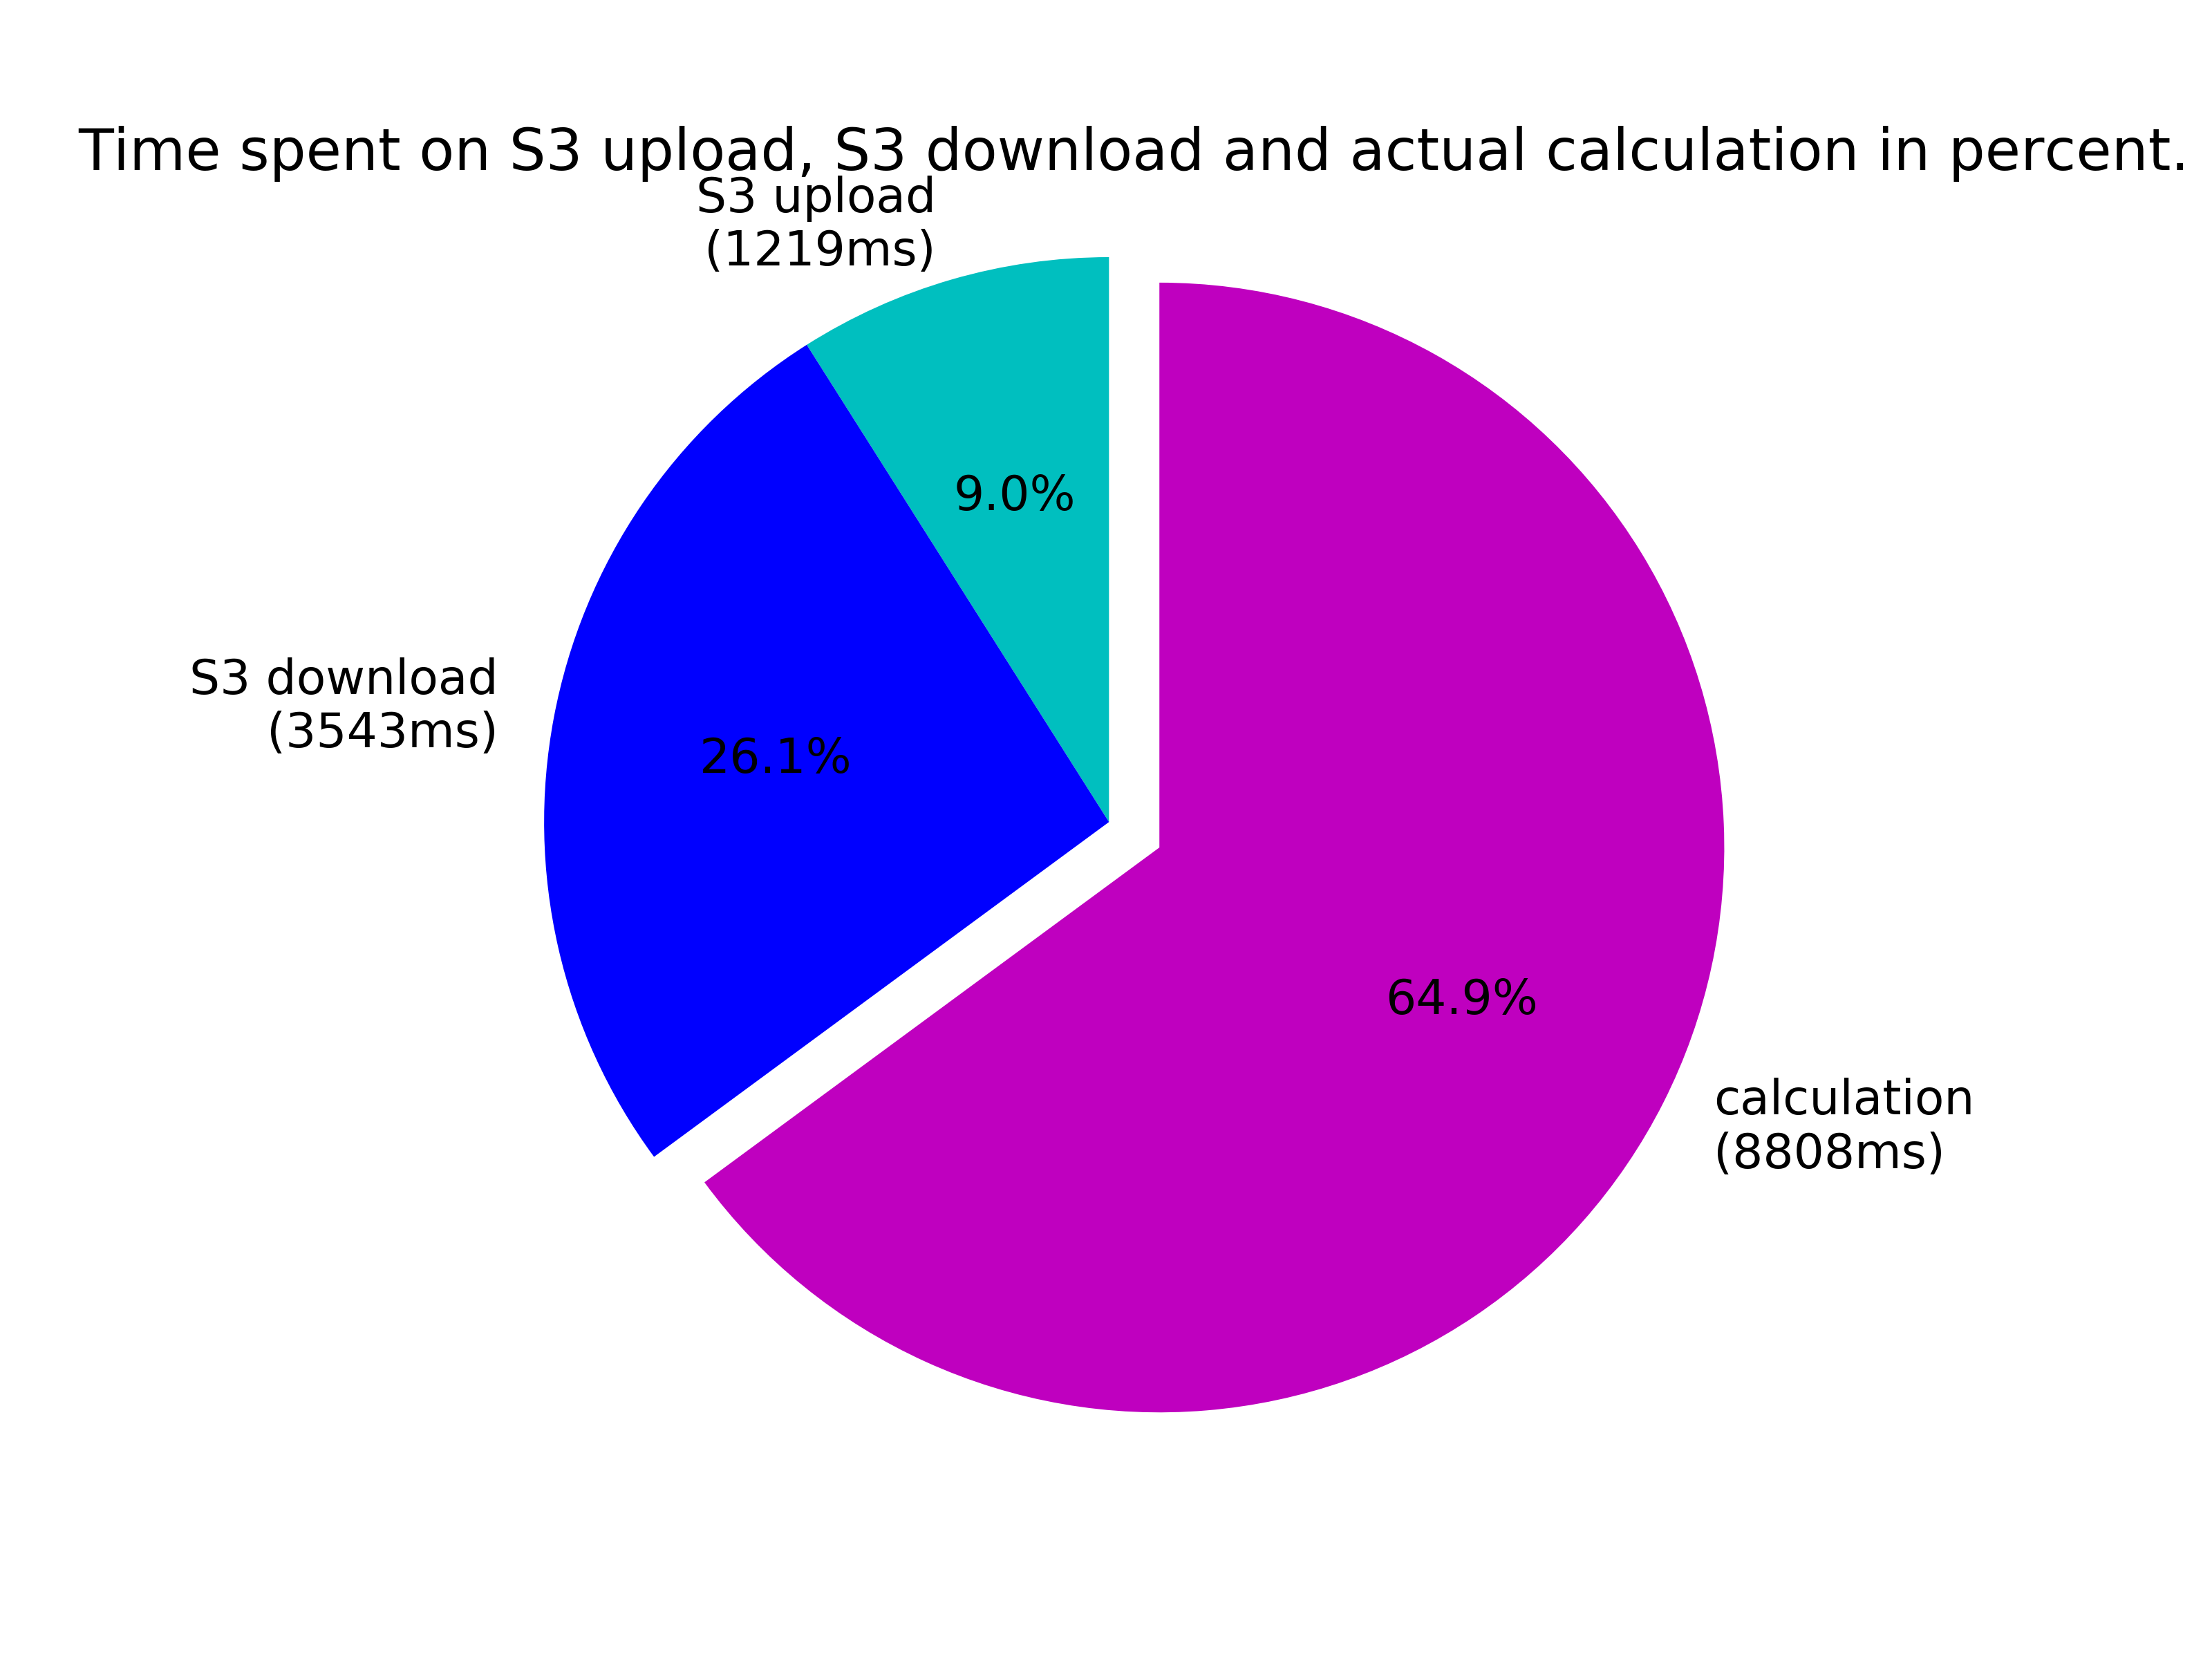 Time spent on S3 upload, S3 download and actual calculation in percent.
S3 upload
(1219ms)
9.0%
S3 download
(3543ms)
26.1%
64.9%
calculation
(8808ms)